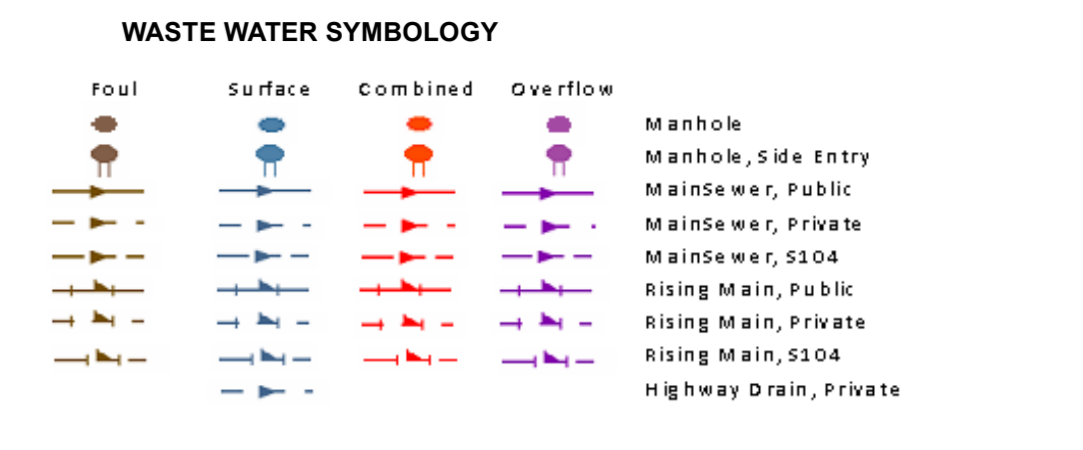 WASTE WATER SYMBOLOGY
Foul Surface Combined Overflow
Manhole
Manhole, Side Entry
MainSewer, Public
MainSewer, Private
MainSewer, S104
Rising Main, Public
Rising Main, Private
Rising Main, S104
Highway Drain, Private